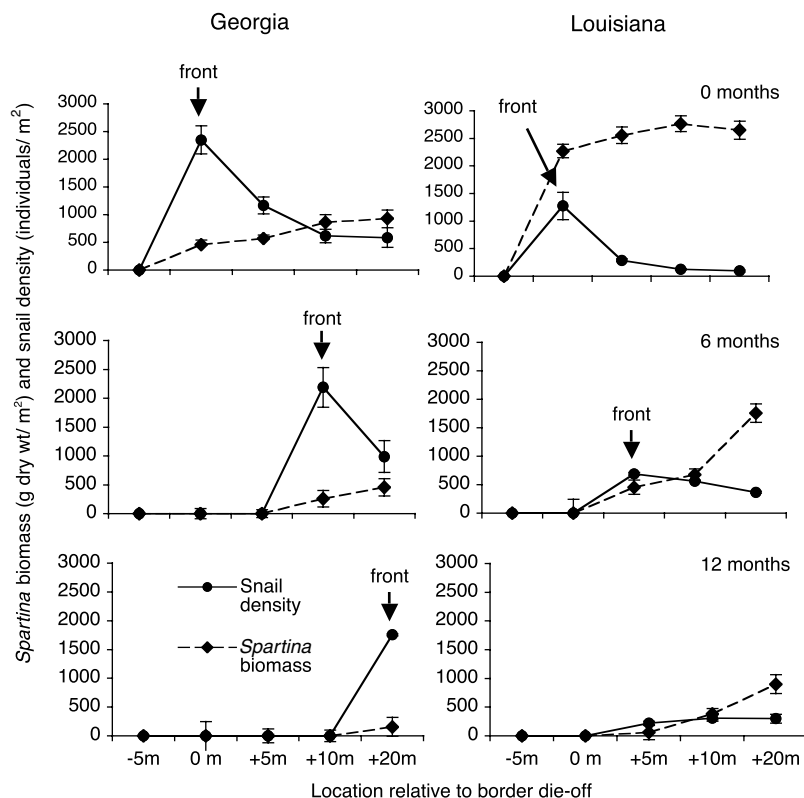 Georgia
Louisiana
Spartina biomass (g dry wt/ m²) and snail density (individuals/ m²)
front
3000
2500
2000
1500
1000
500
0
front
0 months
3000
2500
2000
1500
1000
500
0
front
3000
2500
2000
1500
1000
500
0
front
6 months
3000
2500
2000
1500
1000
500
0
3000
2500
2000
1500
1000
500
0
Snail
density
Spartina
biomass
front
-5m 0 m +5m +10m +20m
12 months
3000
2500
2000
1500
1000
500
0
-5m 0 m +5m +10m +20m
Location relative to border die-off